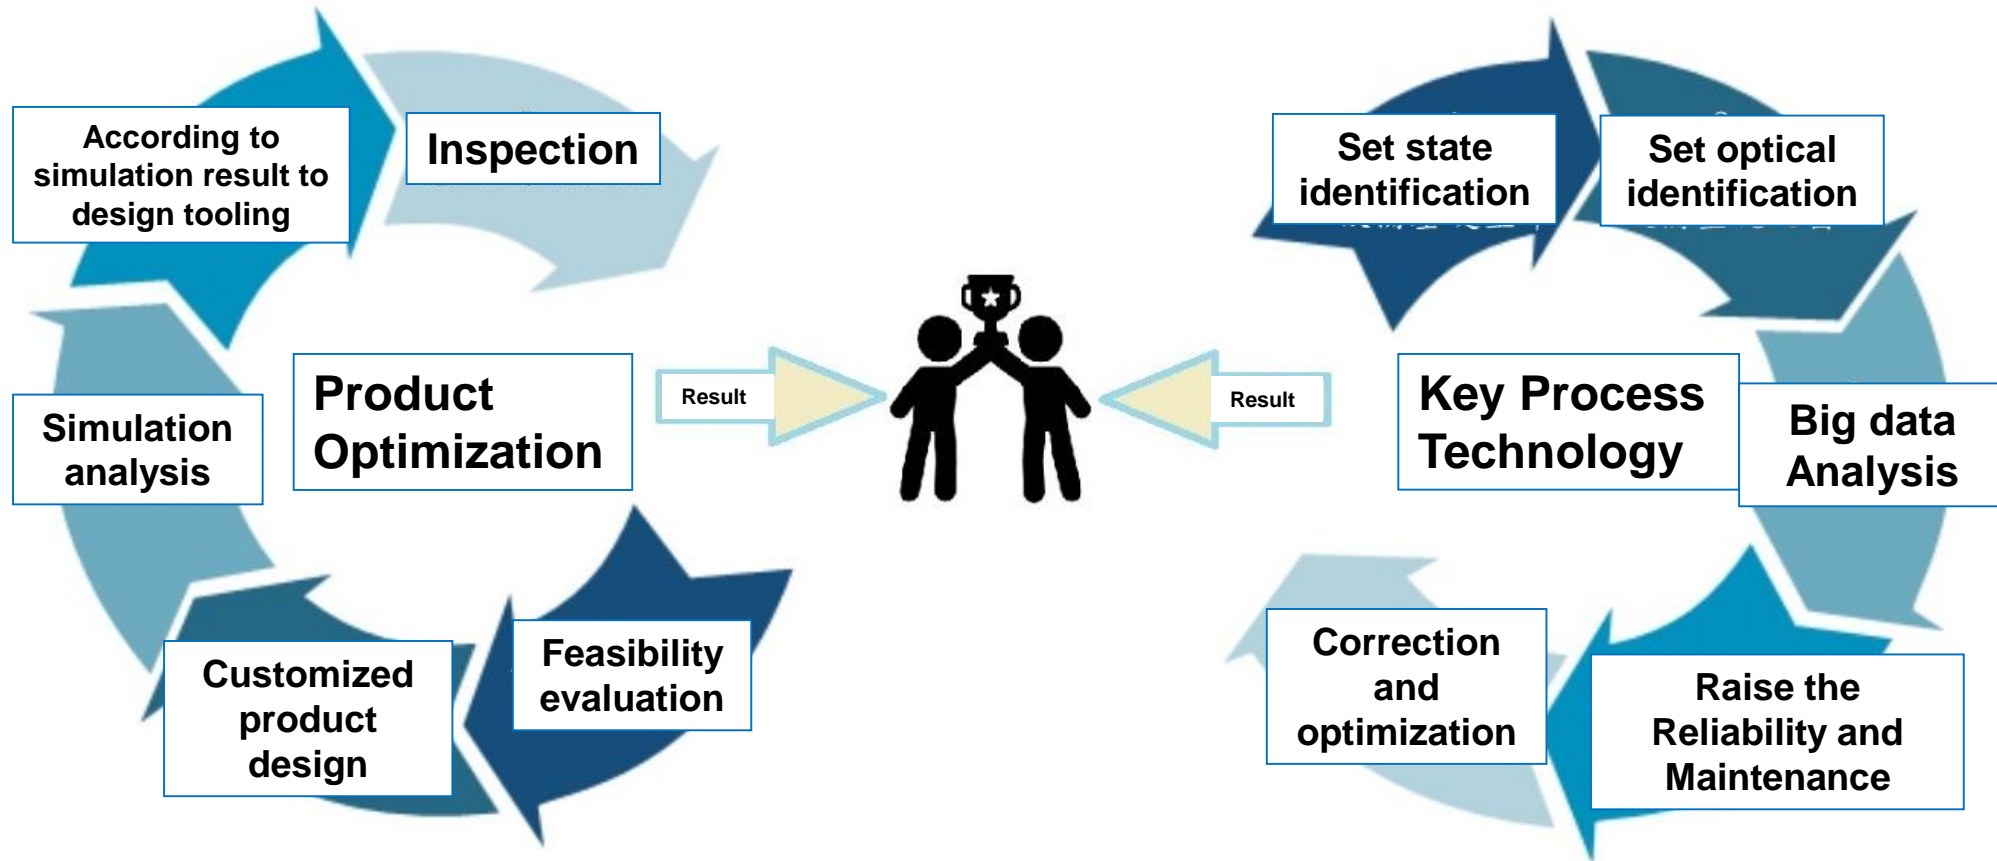 According to
simulation result to
design tooling
Inspection
Simulation
analysis
Product
Optimization
Customized
product
design
Feasibility
evaluation
Result
Result
Set state
identification
Set optical
identification
Key Process
Technology
Big data
Analysis
Correction
and
optimization
Raise the
Reliability and
Maintenance